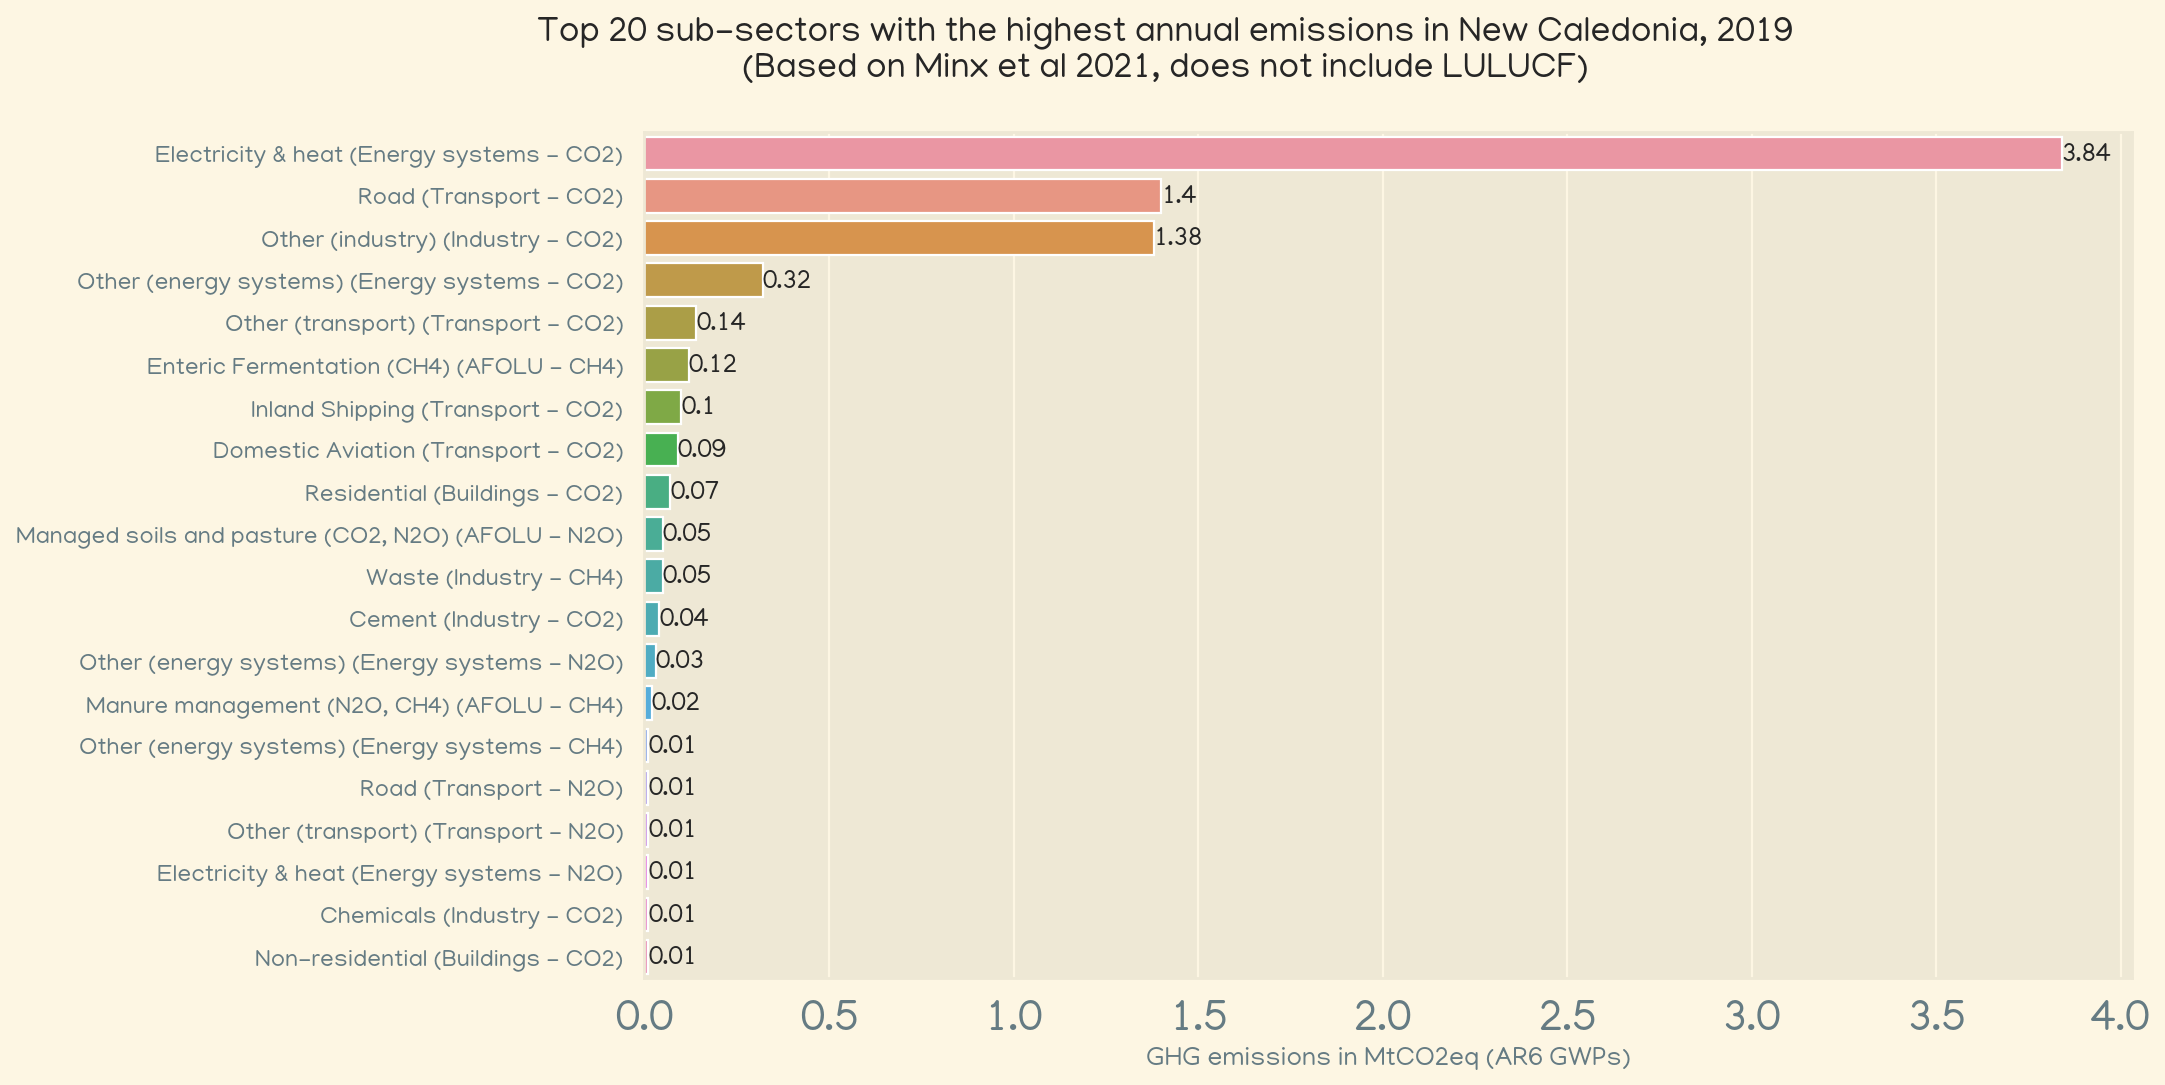 Top 20 sub-sectors with the highest annual emissions in New Caledonia, 2019
(Based on Minx et al 2021, does not include LULUCF)
Electricity & heat (Energy systems - CO2) 3.84
Road (Transport - CO2) 1.4
Other (industry) (Industry - CO2) 1.38
Other (energy systems) (Energy systems - CO2) 0.32
Other (transport) (Transport - CO2) 0.14
Enteric Fermentation (CH4) (AFOLU - CH4) 0.12
Inland Shipping (Transport - CO2) 0.1
Domestic Aviation (Transport - CO2) 0.09
Residential (Buildings - CO2) 0.07
Managed soils and pasture (CO2, N2O) (AFOLU - N2O) 0.05
Waste (Industry - CH4) 0.05
Cement (Industry - CO2) 0.04
Other (energy systems) (Energy systems - N2O) 0.03
Manure management (N2O, CH4) (AFOLU - CH4) 0.02
Other (energy systems) (Energy systems - CH4) 0.01
Road (Transport - N2O) 0.01
Other (transport) (Transport - N2O) 0.01
Electricity & heat (Energy systems - N2O) 0.01
Chemicals (Industry - CO2) 0.01
Non-residential (Buildings - CO2) 0.01
0.0 0.5 1.0 1.5 2.0 2.5 3.0 3.5 4.0
GHG emissions in MtCO2eq (AR6 GWPs)